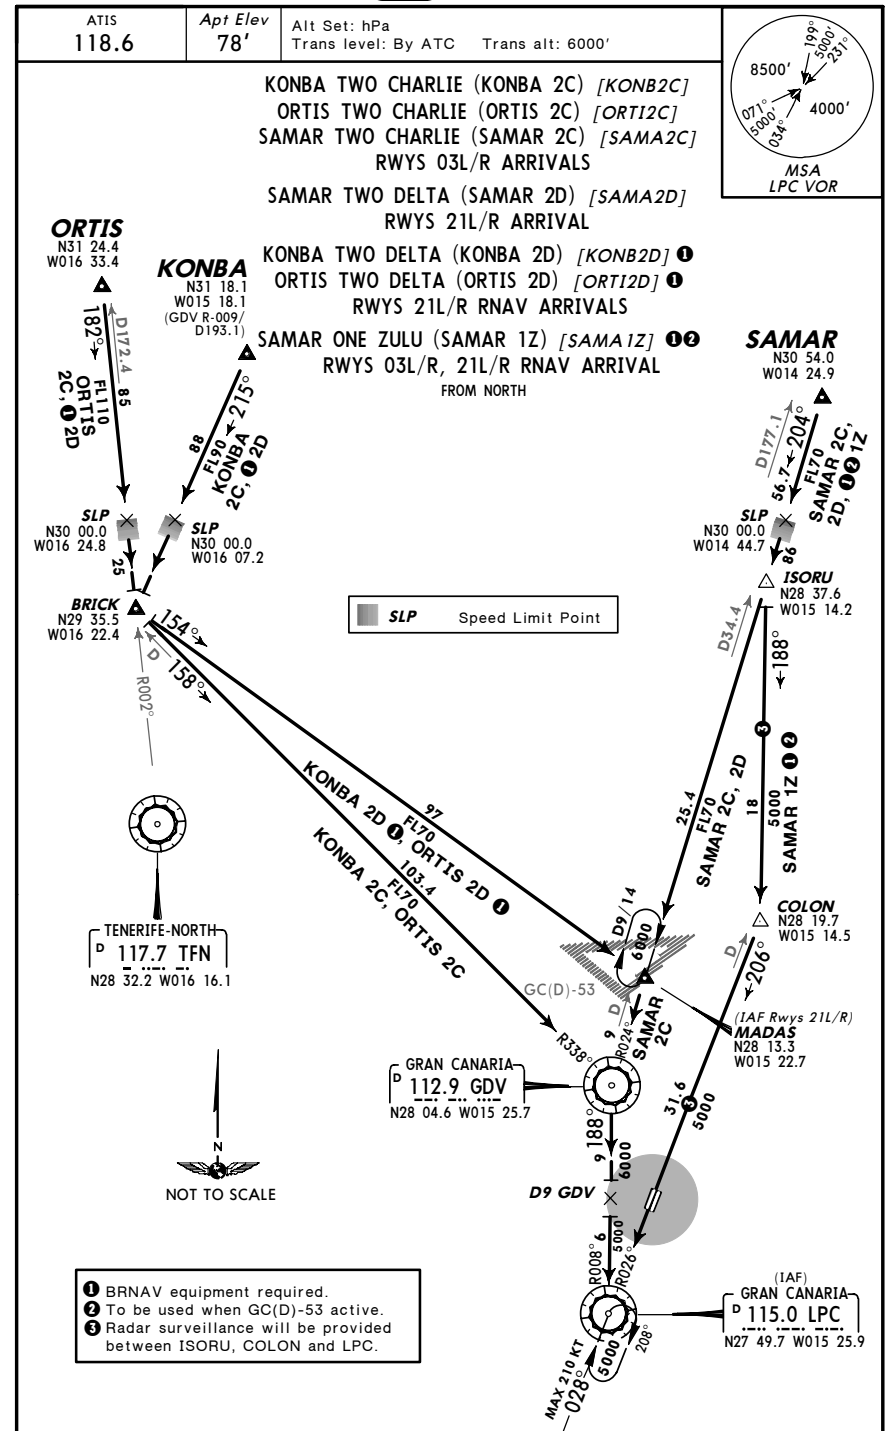 ATIS
118.6
Apt Elev
78'
Alt Set: hPa
Trans level: By ATC Trans alt: 6000'
199°
5000'
231°
8500'
071°
5000'
034°
4000'
MSA
LPC VOR
KONBA TWO CHARLIE (KONBA 2C) [KONB2C]
ORTIS TWO CHARLIE (ORTIS 2C) [ORTI2C]
SAMAR TWO CHARLIE (SAMAR 2C) [SAMA2C]
RWYS 03L/R ARRIVALS
SAMAR TWO DELTA (SAMAR 2D) [SAMA2D]
RWYS 21L/R ARRIVAL
KONBA TWO DELTA (KONBA 2D) [KONB2D] ❶
ORTIS TWO DELTA (ORTIS 2D) [ORTI2D] ❶
RWYS 21L/R RNAV ARRIVALS
SAMAR ONE ZULU (SAMAR 1Z) [SAMA1Z] ❶❷
RWYS 03L/R, 21L/R RNAV ARRIVAL
FROM NORTH
ORTIS
N31 24.4
W016 33.4
KONBA
N31 18.1
W015 18.1
(GDV R-009/
D193.1)
SAMAR
N30 54.0
W014 24.9
182°
D172.4
85
FL110
ORTIS
2C, ❶ 2D
215°
88
FL90
KONBA
2C, ❶ 2D
D177.1
204°
56.7
FL70
SAMAR 2C,
2D, ❶❷ 1Z
SLP
N30 00.0
W016 24.8
SLP
N30 00.0
W016 07.2
SLP
N30 00.0
W014 44.7
25
86
ISORU
N28 37.6
W015 14.2
BRICK
N29 35.5
W016 22.4
SLP Speed Limit Point
154°
D
158°
R002°
D34.4
188°
❸
KONBA 2D ❶, ORTIS 2D ❶
97
FL70
103.4
FL70
KONBA 2C, ORTIS 2C
25.4
FL70
SAMAR 2C, 2D
18
5000
SAMAR 1Z ❶❷
TENERIFE-NORTH
D 117.7 TFN
N28 32.2 W016 16.1
COLON
N28 19.7
W015 14.5
D9/14
6000
D
206°
GC(D)-53
(IAF Rwys 21L/R)
MADAS
N28 13.3
W015 22.7
D
9
R024°
SAMAR
2C
R338°
GRAN CANARIA
D 112.9 GDV
N28 04.6 W015 25.7
31.6
❸
5000
188°
9
6000
N
NOT TO SCALE
D9 GDV
6
5000
R008°
R026°
❶ BRNAV equipment required.
❷ To be used when GC(D)-53 active.
❸ Radar surveillance will be provided
between ISORU, COLON and LPC.
(IAF)
GRAN CANARIA
D 115.0 LPC
N27 49.7 W015 25.9
MAX 210 KT
028°
5000
208°